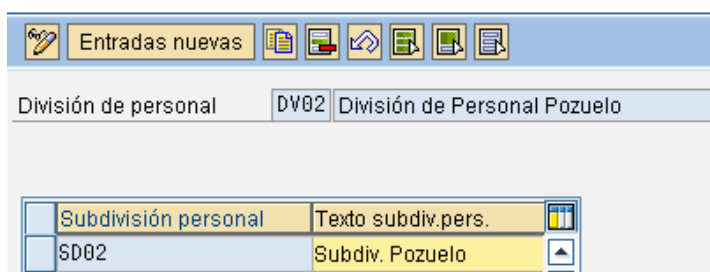 Entradas nuevas
División de personal DV02 División de Personal Pozuelo
Subdivisión personal Texto subdiv.pers.
SD02 Subdiv. Pozuelo